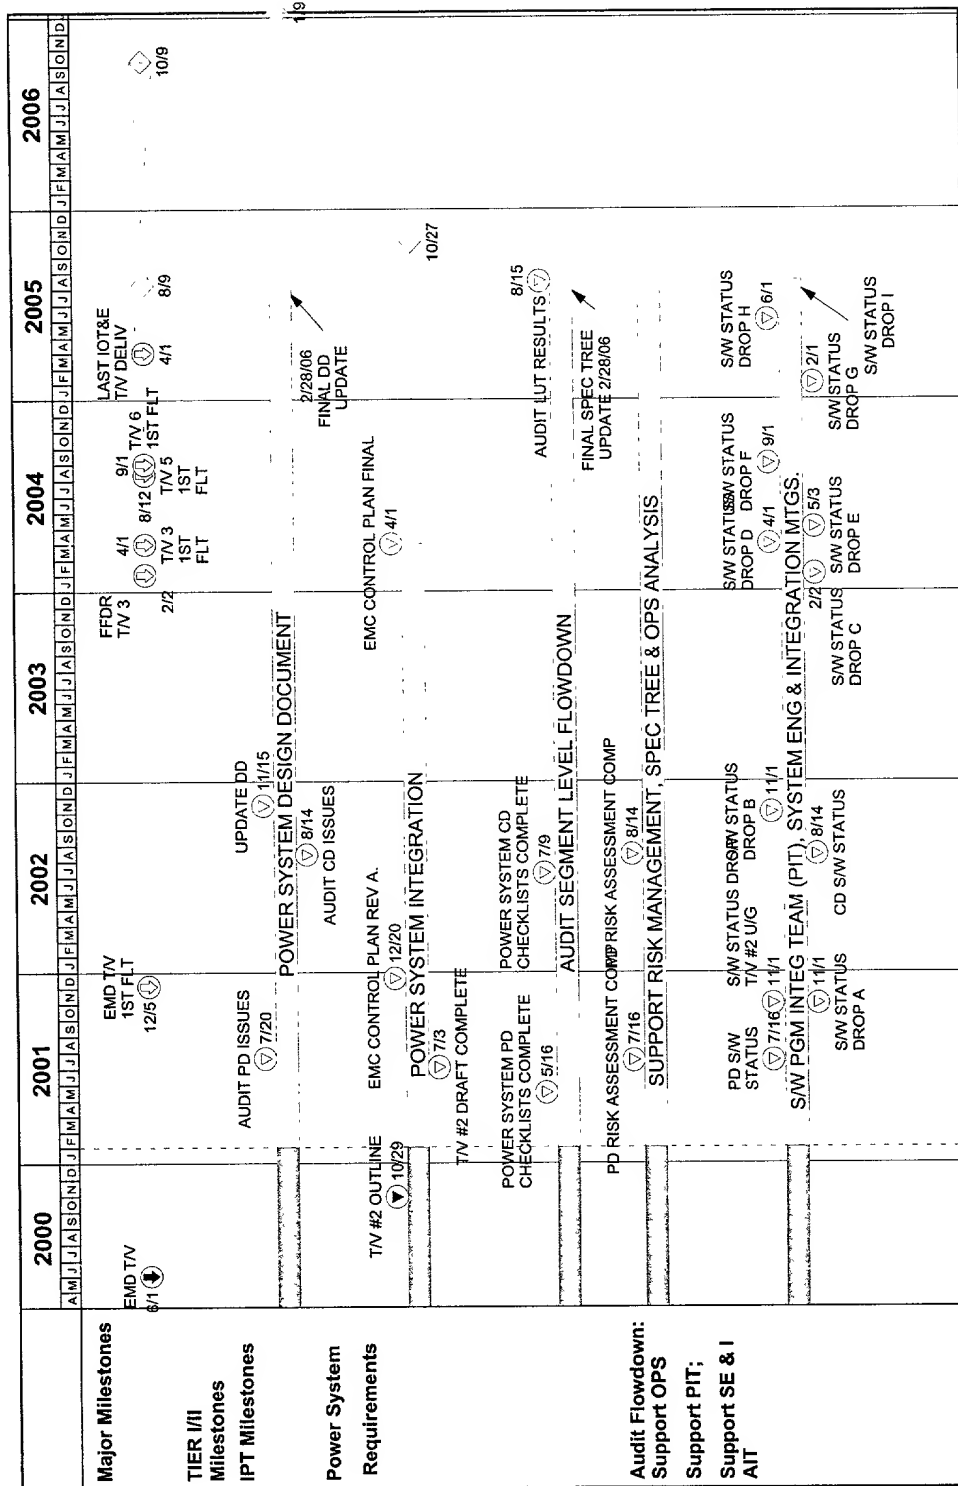 2000 2001 2002 2003 2004 2005 2006
A M J J A S O N D J F M A M J J A S O N D J F M A M J J A S O N D J F M A M J J A S O N D J F M A M J J A S O N D J F M A M J J A S O N D J F M A M J J A S O N D
1/9
Major Milestones
EMD T/V
6/1
EMD T/V
1ST FLT
12/5
FFDR
T/V 3
2/2
4/1
T/V 3
1ST
FLT
8/12
T/V 5
1ST
FLT
9/1
T/V 6
1ST FLT
LAST IOT&E
T/V DELIV
4/1
8/9
10/9
TIER I/II
Milestones
IPT Milestones
AUDIT PD ISSUES
7/20
UPDATE DD
11/15
POWER SYSTEM DESIGN DOCUMENT
8/14
AUDIT CD ISSUES
2/28/06
FINAL DD
UPDATE
Power System
Requirements
T/V #2 OUTLINE
10/29
EMC CONTROL PLAN REV A.
12/20
EMC CONTROL PLAN FINAL
4/1
POWER SYSTEM INTEGRATION
7/3
T/V #2 DRAFT COMPLETE
10/27
POWER SYSTEM PD
CHECKLISTS COMPLETE
5/16
POWER SYSTEM CD
CHECKLISTS COMPLETE
7/9
AUDIT LUT RESULTS
8/15
AUDIT SEGMENT LEVEL FLOWDOWN
FINAL SPEC TREE
UPDATE 2/28/06
Audit Flowdown:
Support OPS
PD RISK ASSESSMENT COMP
7/16
RISK ASSESSMENT COMP
8/14
SUPPORT RISK MANAGEMENT, SPEC TREE & OPS ANALYSIS
Support PIT;
Support SE & I
AIT
PD S/W
STATUS
7/16
S/W STATUS DROP
T/V #2 U/G
11/1
S/W STATUS
DROP B
11/1
S/W STATUS
DROP D
4/1
S/W STATUS
DROP F
9/1
S/W STATUS
DROP H
6/1
S/W PGM INTEG TEAM (PIT), SYSTEM ENG & INTEGRATION MTGS.
11/1
S/W STATUS
DROP A
8/14
CD S/W STATUS
2/2
S/W STATUS
DROP C
5/3
S/W STATUS
DROP E
2/1
S/W STATUS
DROP G
S/W STATUS
DROP I